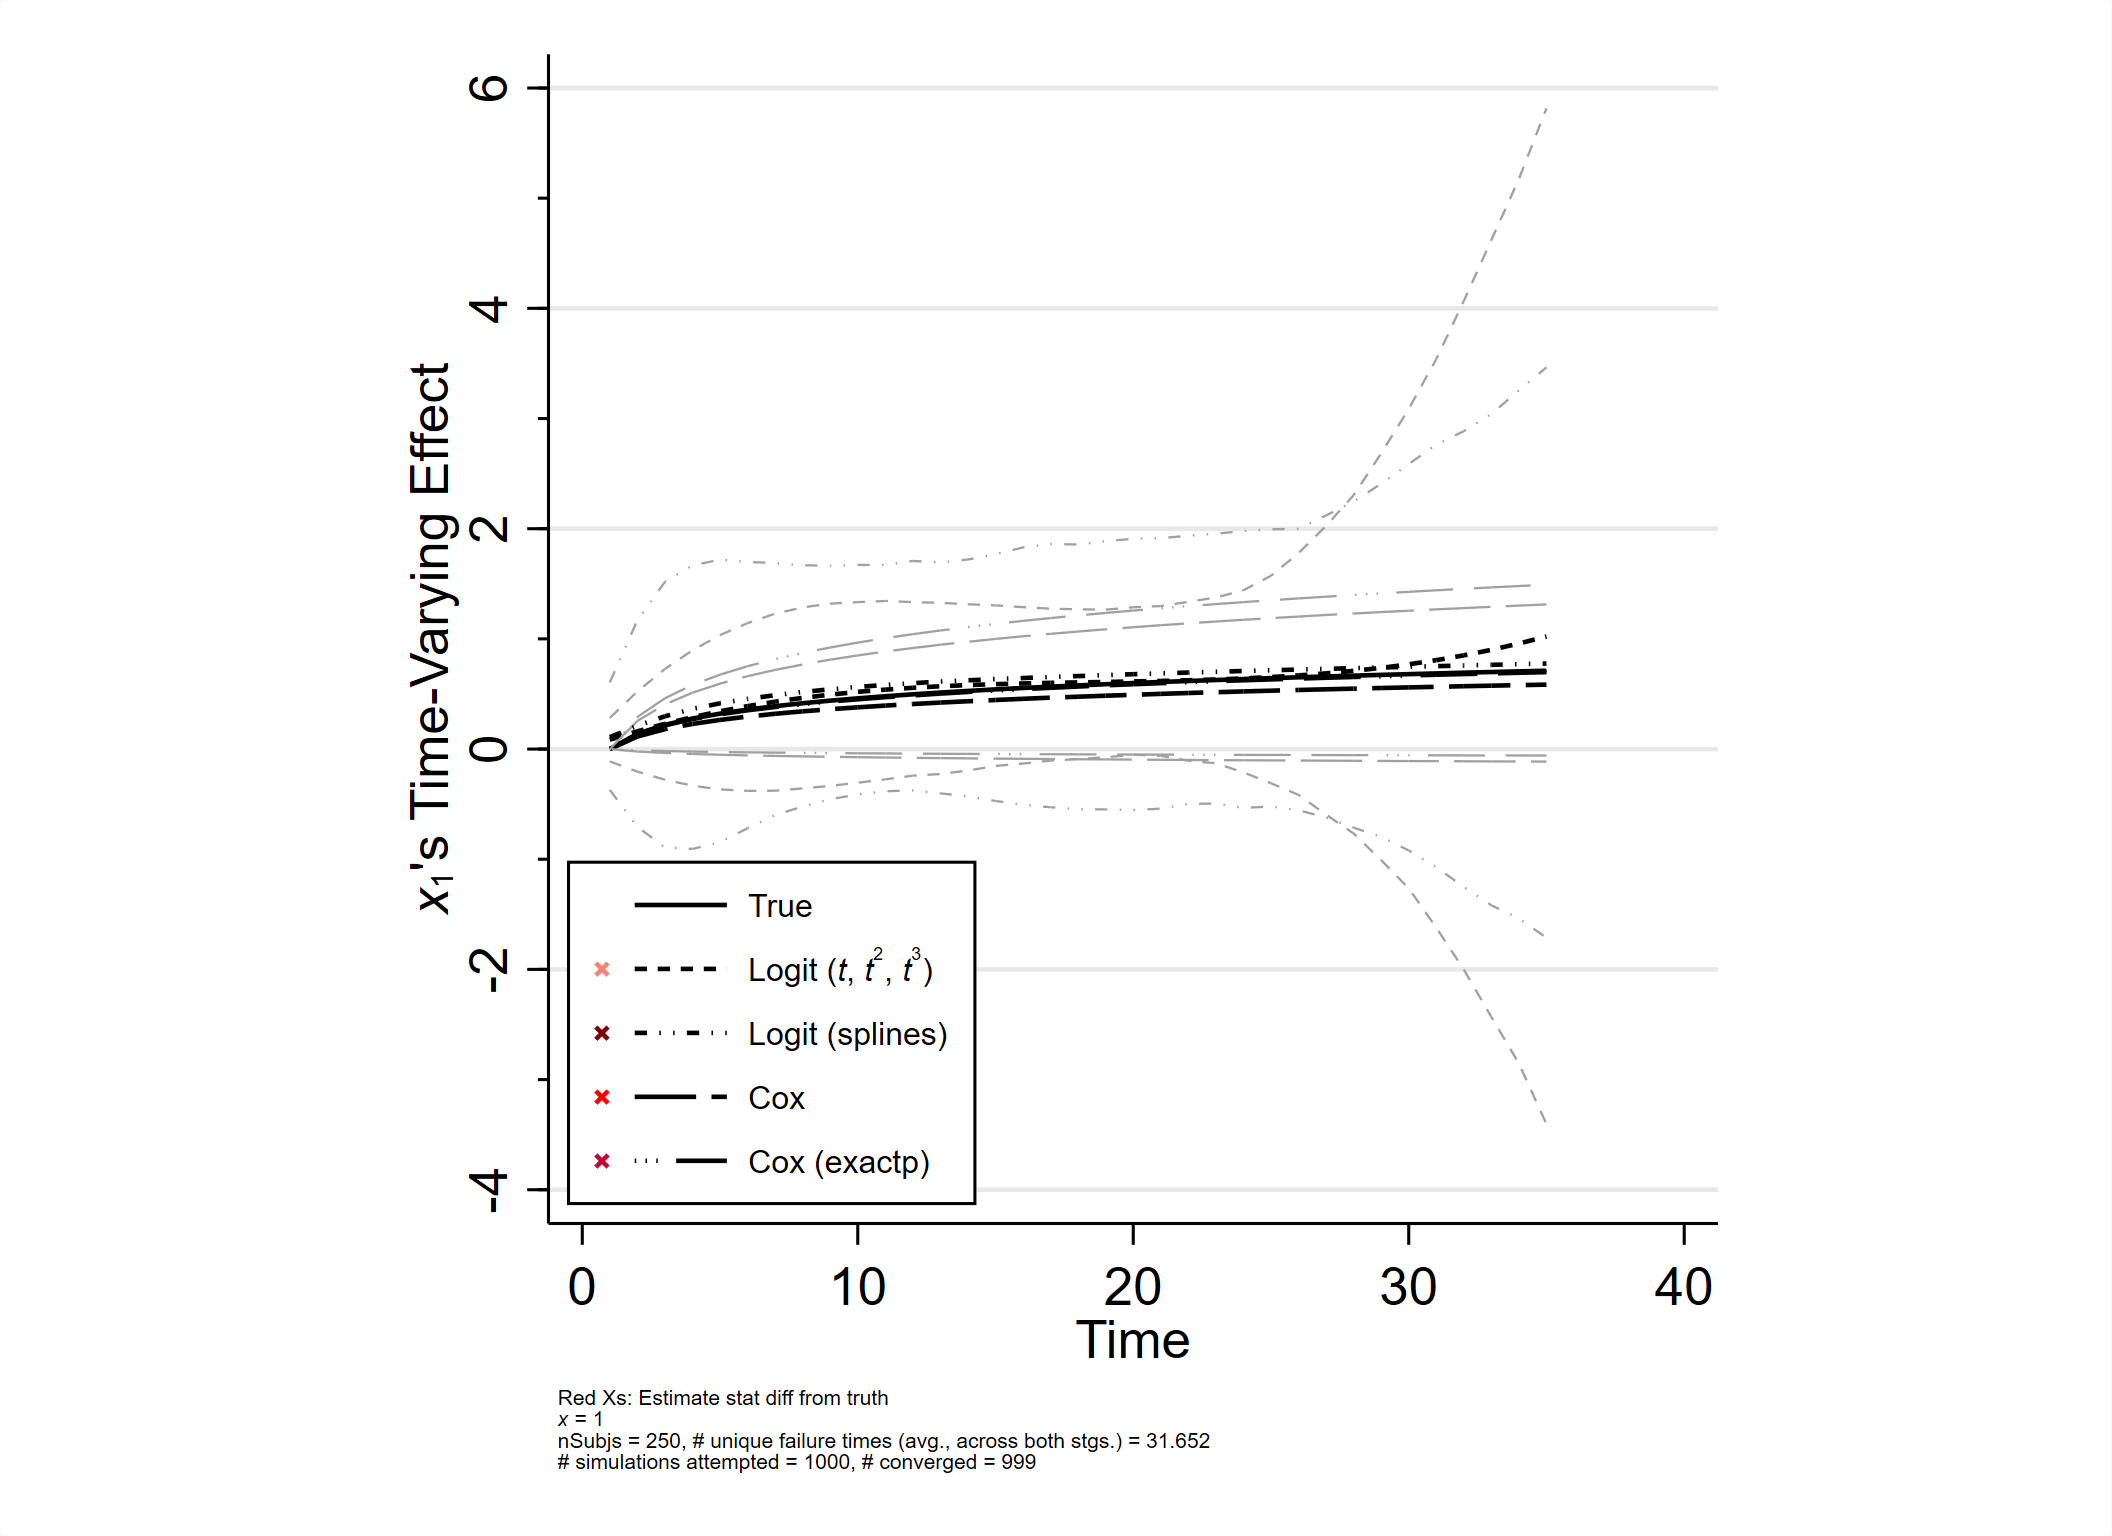 x₁'s Time-Varying Effect
6
4
2
0
-2
-4
True
Logit (t, t², t³)
Logit (splines)
Cox
Cox (exactp)
0 10 20 30 40
Time
Red Xs: Estimate stat diff from truth
x = 1
nSubjs = 250, # unique failure times (avg., across both stgs.) = 31.652
# simulations attempted = 1000, # converged = 999